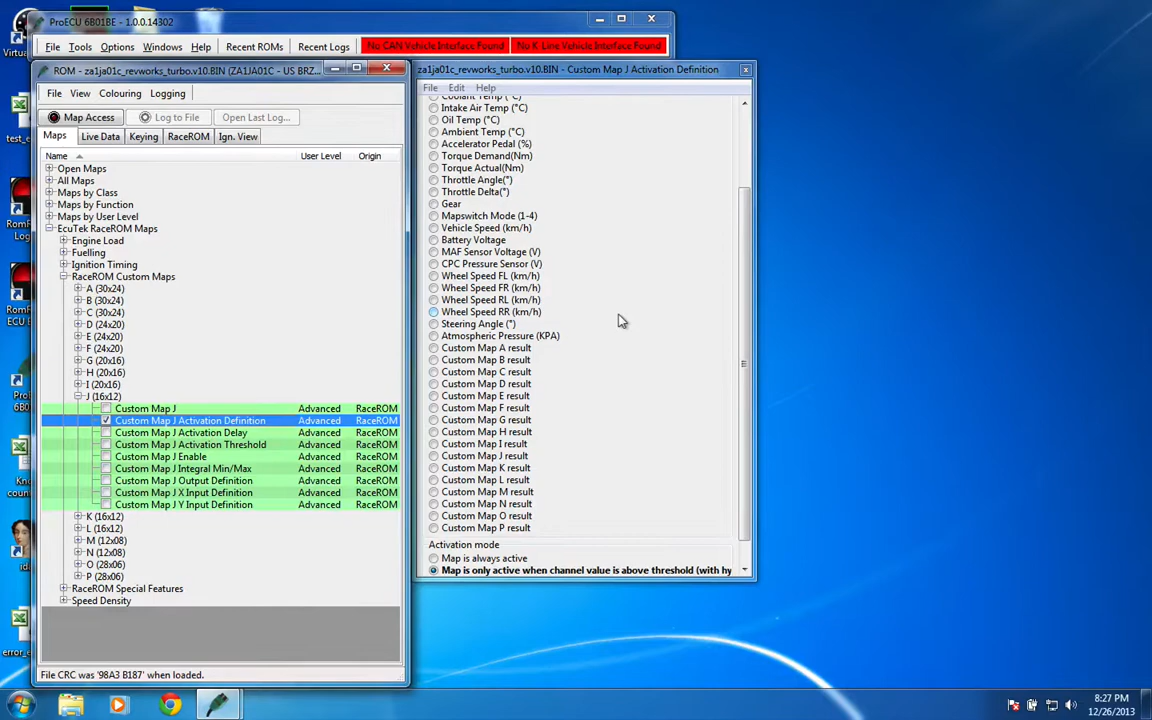 ProECU 6B01BE - 1.0.0.14302
File Tools Options Windows Help Recent ROMs Recent Logs No CAN Vehicle Interface Found No K Line Vehicle Interface Found
ROM - za1ja01c_revworks_turbo.v10.BIN (ZA1JA01C - US BRZ...
File View Colouring Logging
Map Access Log to File Open Last Log...
Maps Live Data Keying RaceROM Ign. View
Name User Level Origin
Open Maps
All Maps
Maps by Class
Maps by Function
Maps by User Level
EcuTek RaceROM Maps
Engine Load
Fuelling
Ignition Timing
RaceROM Custom Maps
A (30x24)
B (30x24)
C (30x24)
D (24x20)
E (24x20)
F (24x20)
G (20x16)
H (20x16)
I (20x16)
J (16x12)
Custom Map J Advanced RaceROM
Custom Map J Activation Definition Advanced RaceROM
Custom Map J Activation Delay Advanced RaceROM
Custom Map J Activation Threshold Advanced RaceROM
Custom Map J Enable Advanced RaceROM
Custom Map J Integral Min/Max Advanced RaceROM
Custom Map J Output Definition Advanced RaceROM
Custom Map J X Input Definition Advanced RaceROM
Custom Map J Y Input Definition Advanced RaceROM
K (16x12)
L (16x12)
M (12x08)
N (12x08)
O (28x06)
P (28x06)
RaceROM Special Features
Speed Density
File CRC was '98A3 B187' when loaded.
za1ja01c_revworks_turbo.v10.BIN - Custom Map J Activation Definition
File Edit Help
Coolant Temp (°C)
Intake Air Temp (°C)
Oil Temp (°C)
Ambient Temp (°C)
Accelerator Pedal (%)
Torque Demand(Nm)
Torque Actual(Nm)
Throttle Angle(°)
Throttle Delta(°)
Gear
Mapswitch Mode (1-4)
Vehicle Speed (km/h)
Battery Voltage
MAF Sensor Voltage (V)
CPC Pressure Sensor (V)
Wheel Speed FL (km/h)
Wheel Speed FR (km/h)
Wheel Speed RL (km/h)
Wheel Speed RR (km/h)
Steering Angle (°)
Atmospheric Pressure (KPA)
Custom Map A result
Custom Map B result
Custom Map C result
Custom Map D result
Custom Map E result
Custom Map F result
Custom Map G result
Custom Map H result
Custom Map I result
Custom Map J result
Custom Map K result
Custom Map L result
Custom Map M result
Custom Map N result
Custom Map O result
Custom Map P result
Activation mode
Map is always active
Map is only active when channel value is above threshold (with hy
Virtu
test_e
Rom
Log
Rom
ECU E
Pro
6B0
Kno
coun
ida
error_e
8:27 PM
12/26/2013